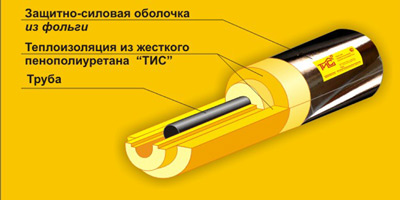 Защитно-силовая оболочка
из фольги
Теплоизоляция из жесткого
пенополиуретана “ТИС”
Труба